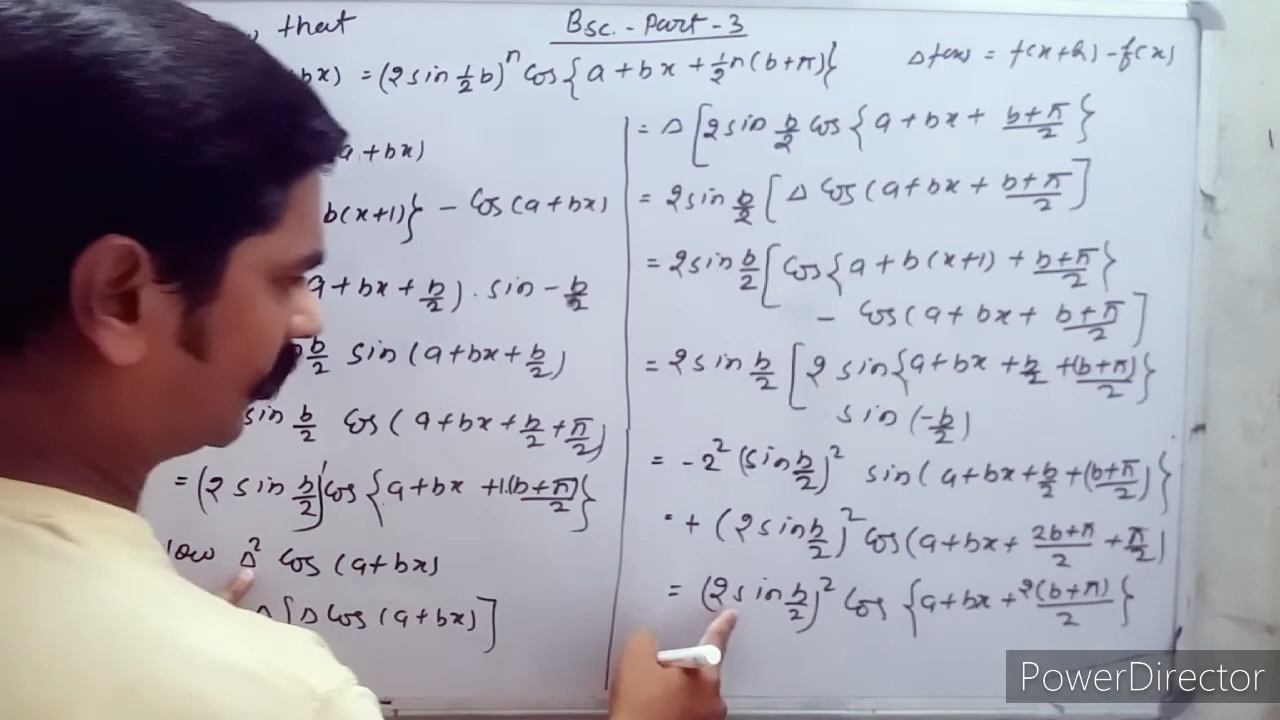 that
Bsc. - Part - 3
bx) = (2 sin ½ b)ⁿ Cos{a + bx + ½ n (b + π)}
Δ f(x) = f(x+h) - f(x)
a + bx)
b(x+1)} - Cos (a + bx)
a + bx + b/2) . sin - b/2
b/2 sin (a + bx + b/2)
sin b/2 Cos (a + bx + b/2 + π/2)
= (2 sin b/2)¹ Cos {a + bx + 1.(b+π)/2}
Now Δ² Cos (a + bx)
Δ [Δ Cos (a + bx)]
= Δ [2 sin b/2 Cos {a + bx + (b+π)/2}
= 2 sin b/2 [Δ Cos (a + bx + (b+π)/2]
= 2 sin b/2 [Cos{a + b(x+1) + (b+π)/2}
- Cos (a + bx + (b+π)/2]
= 2 sin b/2 [2 sin{a + bx + b/2 + (b+π)/2}
sin (-b/2)
= -2² (sin b/2)² sin (a + bx + b/2 + (b+π)/2)}
= + (2 sin b/2)² Cos (a + bx + (2b+π)/2 + π/2)
= (2 sin b/2)² Cos {a + bx + 2(b+π)/2}
PowerDirector